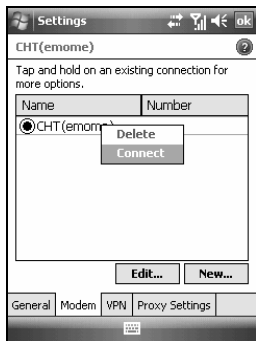 Settings ok
CHT(emome)
Tap and hold on an existing connection for
more options.
Name Number
CHT(emome)
Delete
Connect
Edit... New...
General Modem VPN Proxy Settings